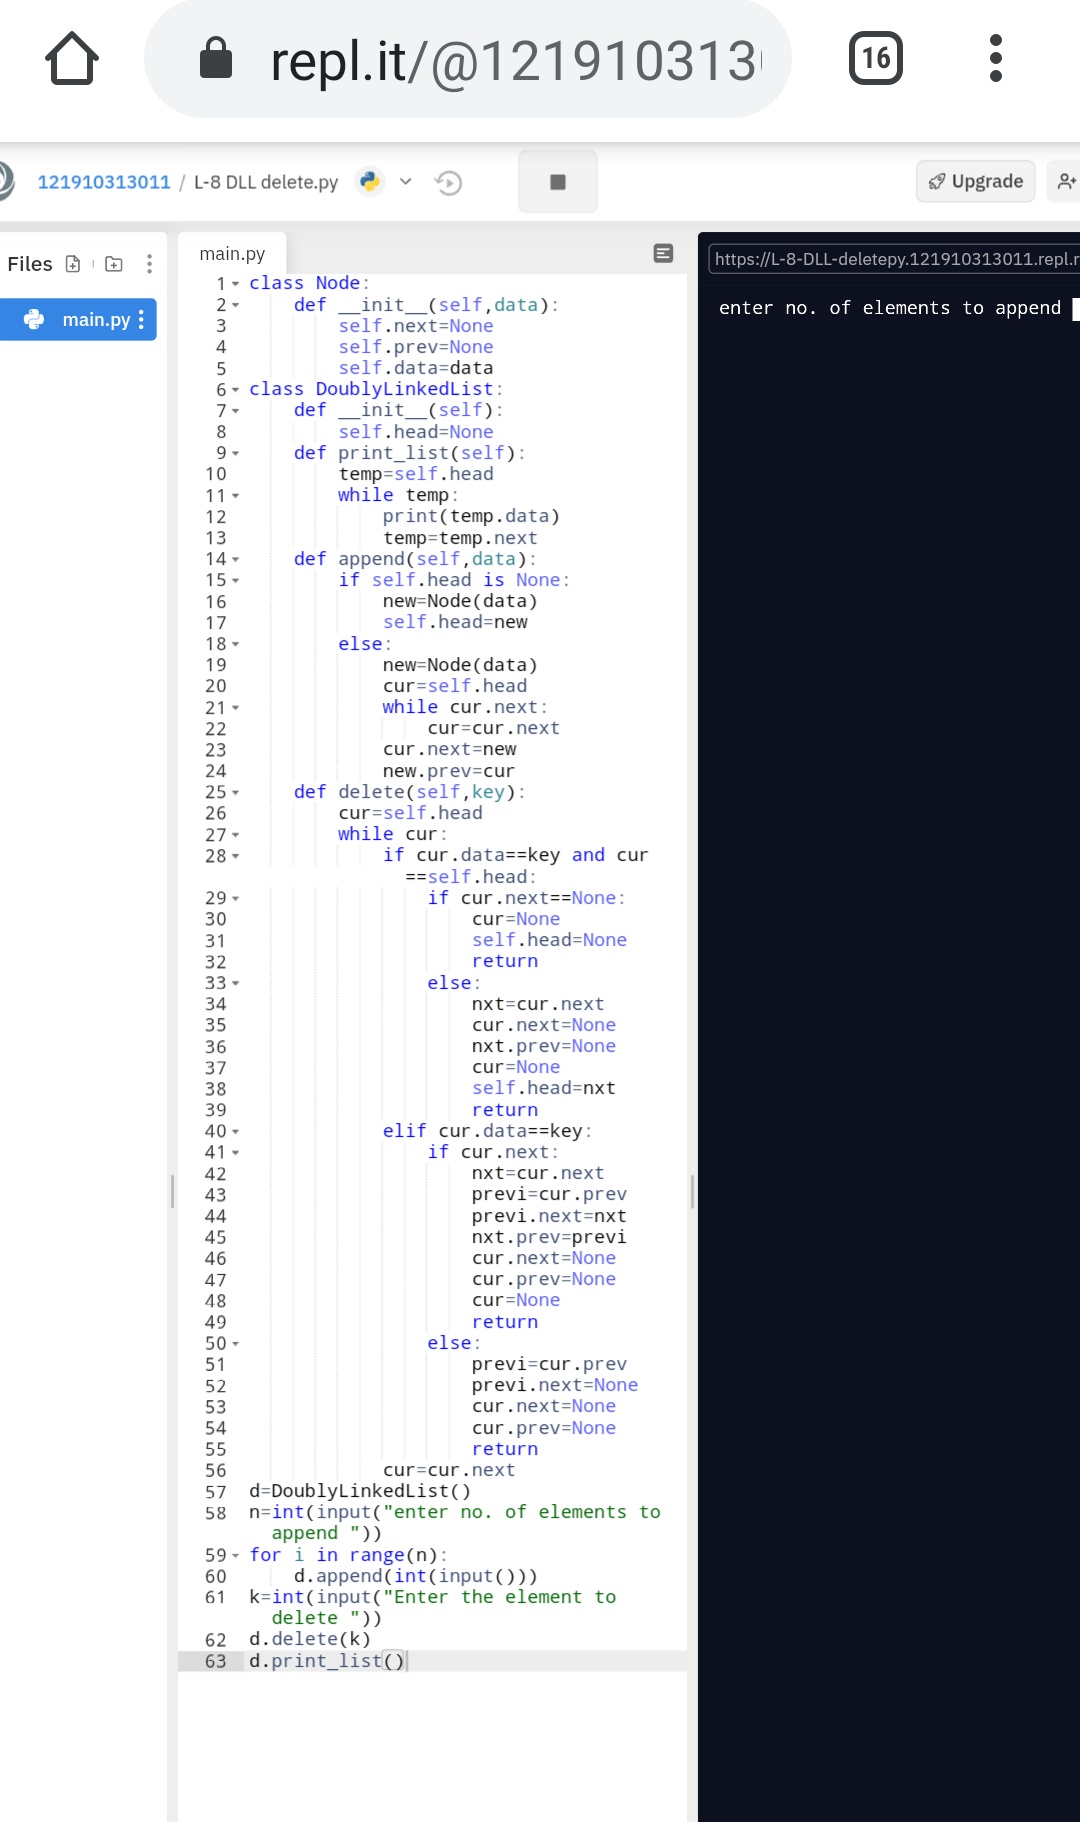 repl.it/@121910313
16
121910313011 / L-8 DLL delete.py
Upgrade
Files
main.py
main.py
https://L-8-DLL-deletepy.121910313011.repl.r
enter no. of elements to append
1 class Node:
2     def __init__(self,data):
3         self.next=None
4         self.prev=None
5         self.data=data
6 class DoublyLinkedList:
7     def __init__(self):
8         self.head=None
9     def print_list(self):
10         temp=self.head
11         while temp:
12             print(temp.data)
13             temp=temp.next
14     def append(self,data):
15         if self.head is None:
16             new=Node(data)
17             self.head=new
18         else:
19             new=Node(data)
20             cur=self.head
21             while cur.next:
22                 cur=cur.next
23             cur.next=new
24             new.prev=cur
25     def delete(self,key):
26         cur=self.head
27         while cur:
28             if cur.data==key and cur
==self.head:
29                 if cur.next==None:
30                     cur=None
31                     self.head=None
32                     return
33                 else:
34                     nxt=cur.next
35                     cur.next=None
36                     nxt.prev=None
37                     cur=None
38                     self.head=nxt
39                     return
40             elif cur.data==key:
41                 if cur.next:
42                     nxt=cur.next
43                     previ=cur.prev
44                     previ.next=nxt
45                     nxt.prev=previ
46                     cur.next=None
47                     cur.prev=None
48                     cur=None
49                     return
50                 else:
51                     previ=cur.prev
52                     previ.next=None
53                     cur.next=None
54                     cur.prev=None
55                     return
56             cur=cur.next
57 d=DoublyLinkedList()
58 n=int(input("enter no. of elements to
append "))
59 for i in range(n):
60     d.append(int(input()))
61 k=int(input("Enter the element to
delete "))
62 d.delete(k)
63 d.print_list()